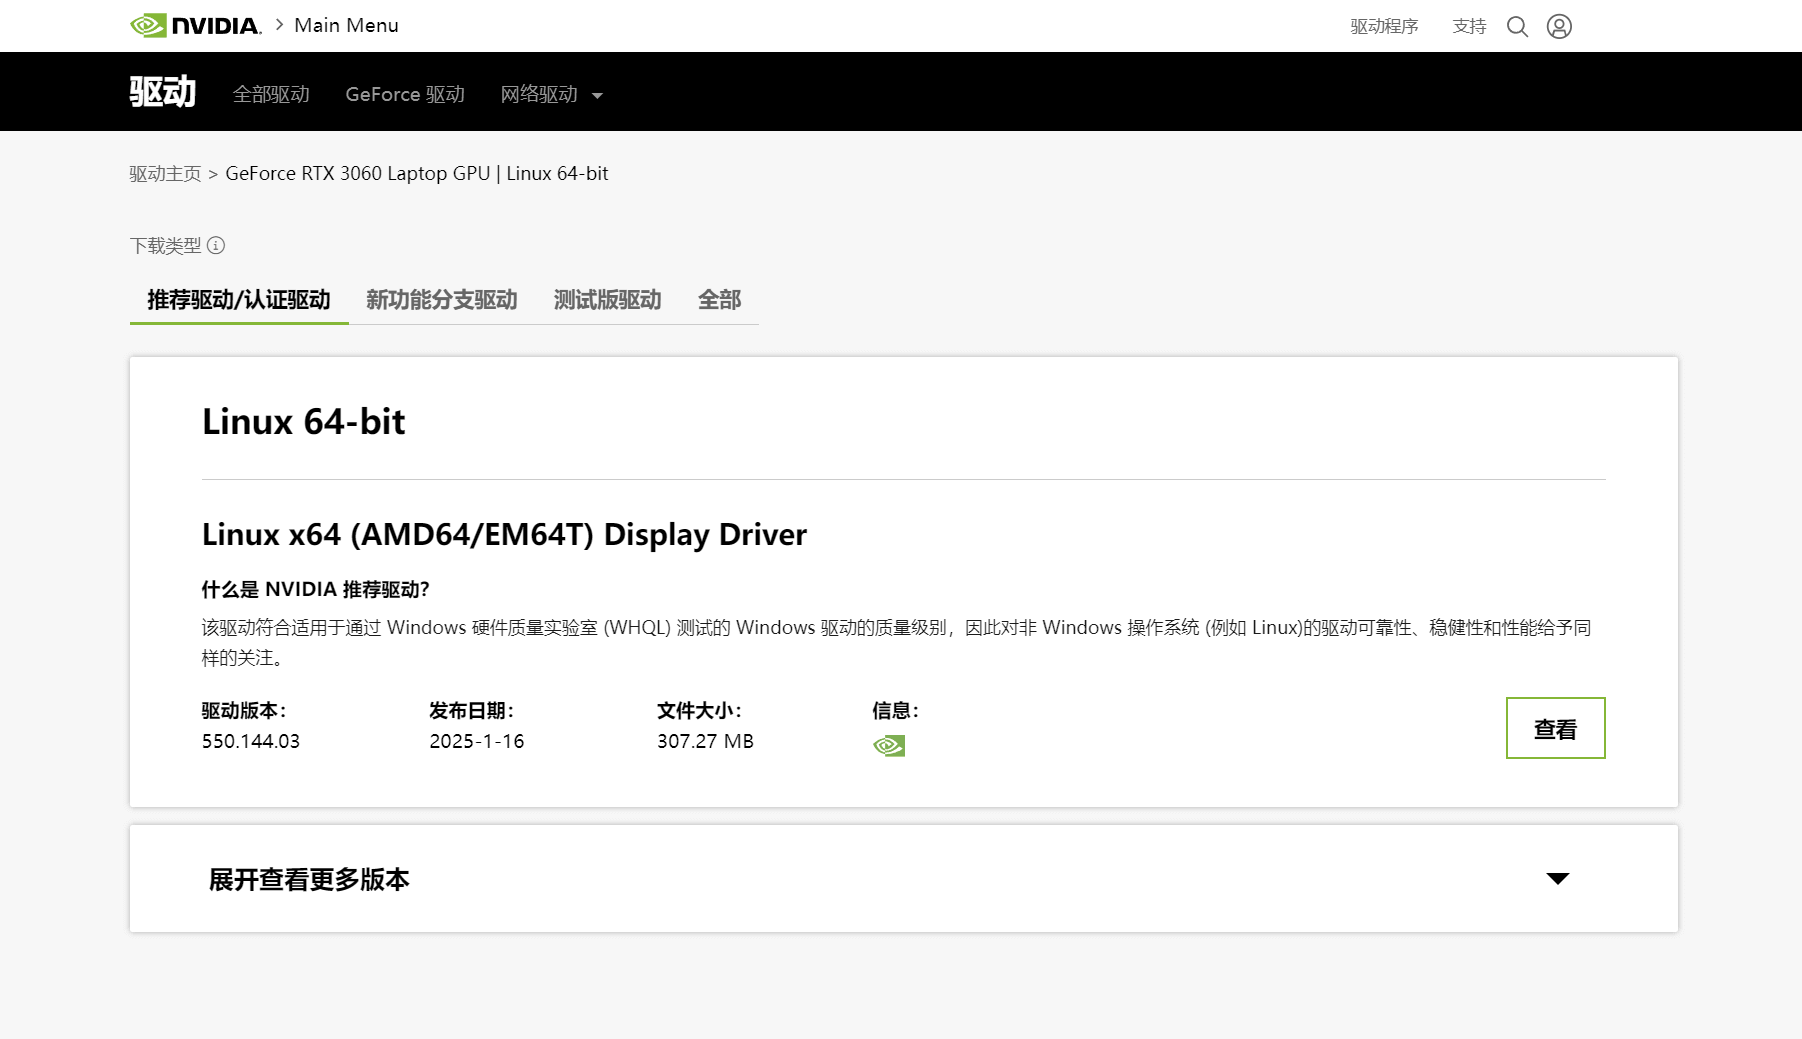 NVIDIA. > Main Menu 驱动程序 支持
驱动 全部驱动 GeForce 驱动 网络驱动
驱动主页 > GeForce RTX 3060 Laptop GPU | Linux 64-bit
下载类型
推荐驱动/认证驱动 新功能分支驱动 测试版驱动 全部
Linux 64-bit
Linux x64 (AMD64/EM64T) Display Driver
什么是 NVIDIA 推荐驱动?
该驱动符合适用于通过 Windows 硬件质量实验室 (WHQL) 测试的 Windows 驱动的质量级别，因此对非 Windows 操作系统 (例如 Linux)的驱动可靠性、稳健性和性能给予同
样的关注。
驱动版本: 发布日期: 文件大小: 信息:
550.144.03 2025-1-16 307.27 MB
查看
展开查看更多版本